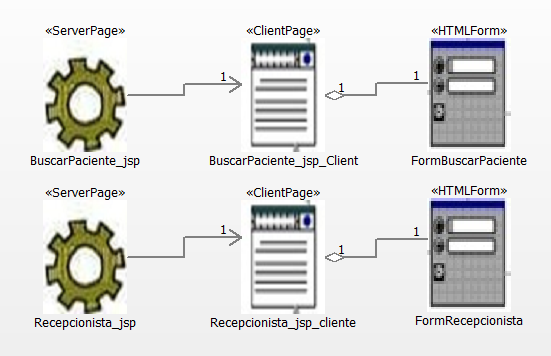 «ServerPage» «ClientPage» «HTMLForm»
1 1 1
BuscarPaciente_jsp BuscarPaciente_jsp_Client FormBuscarPaciente
«ServerPage» «ClientPage» «HTMLForm»
1 1 1
Recepcionista_jsp Recepcionista_jsp_cliente FormRecepcionista